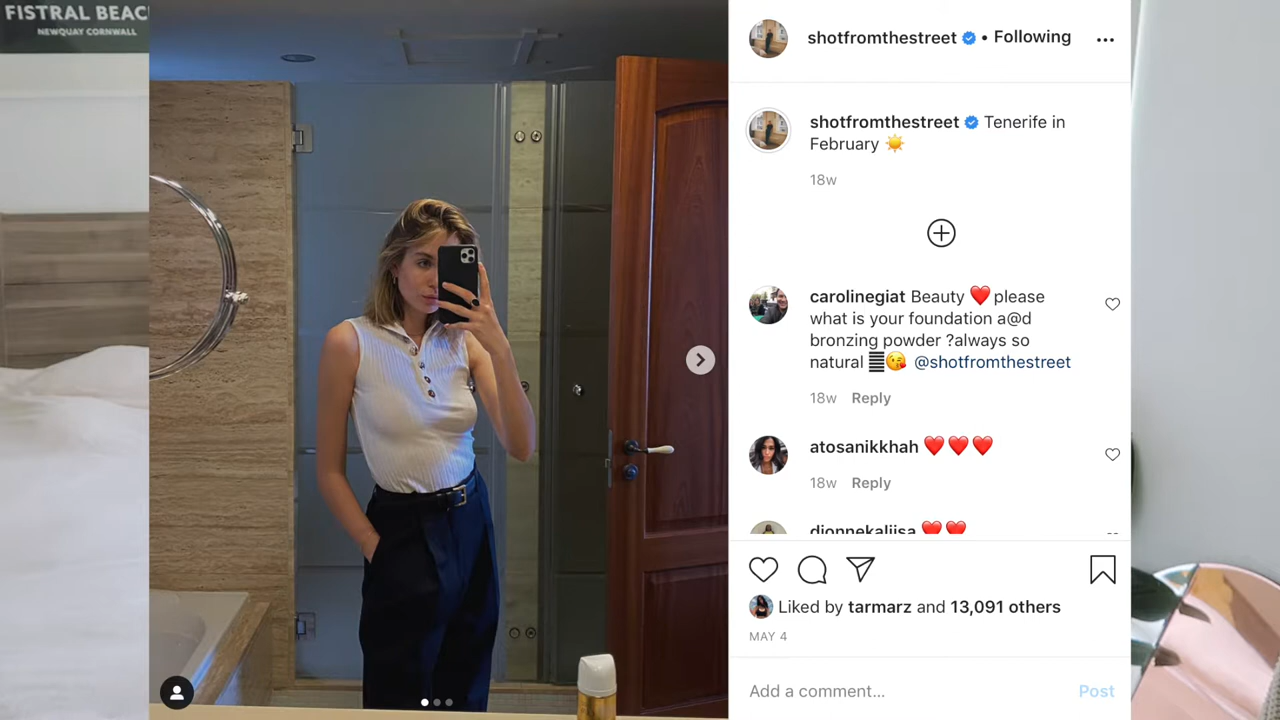 FISTRAL BEAC
NEWQUAY CORNWALL
shotfromthestreet • Following
shotfromthestreet Tenerife in
February ☀️
18w
carolinegiat Beauty ❤️ please
what is your foundation a@d
bronzing powder ?always so
natural 😘 @shotfromthestreet
18w Reply
atosanikkhah ❤️❤️❤️
18w Reply
dionnekaliisa ❤️❤️
Liked by tarmarz and 13,091 others
MAY 4
Add a comment...
Post